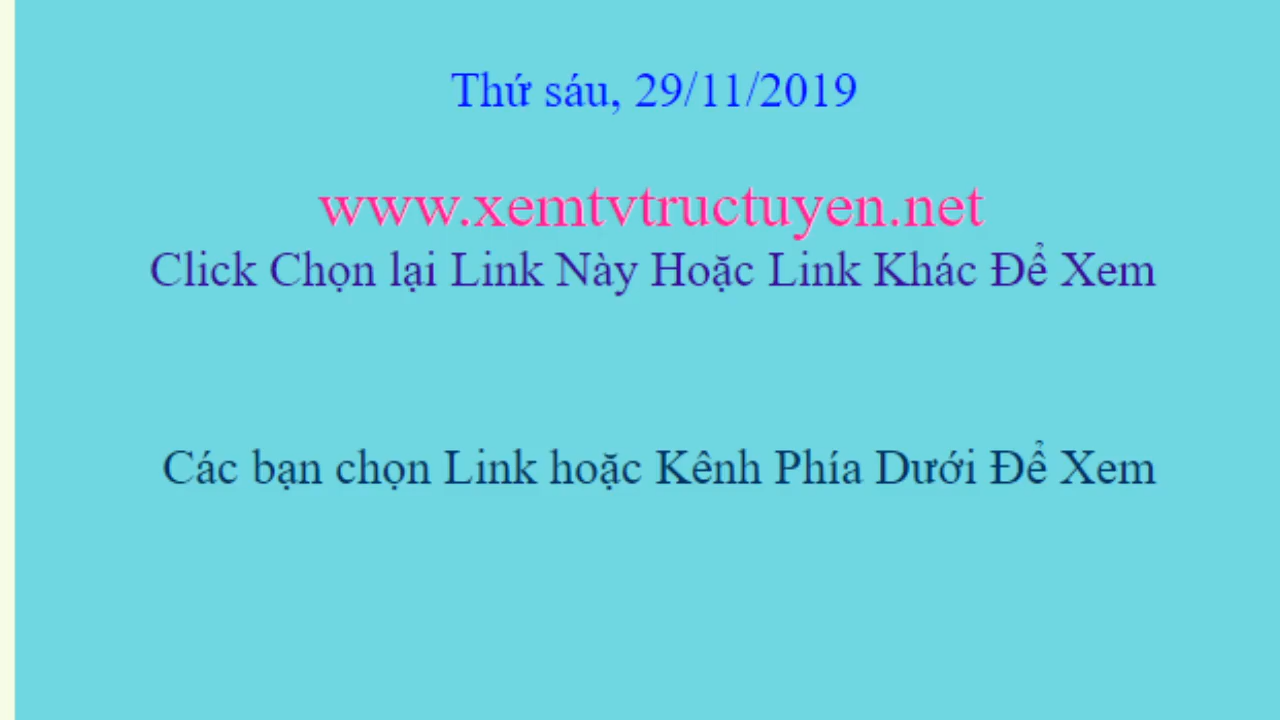 Thứ sáu, 29/11/2019
www.xemtvtructuyen.net
Click Chọn lại Link Này Hoặc Link Khác Để Xem
Các bạn chọn Link hoặc Kênh Phía Dưới Để Xem